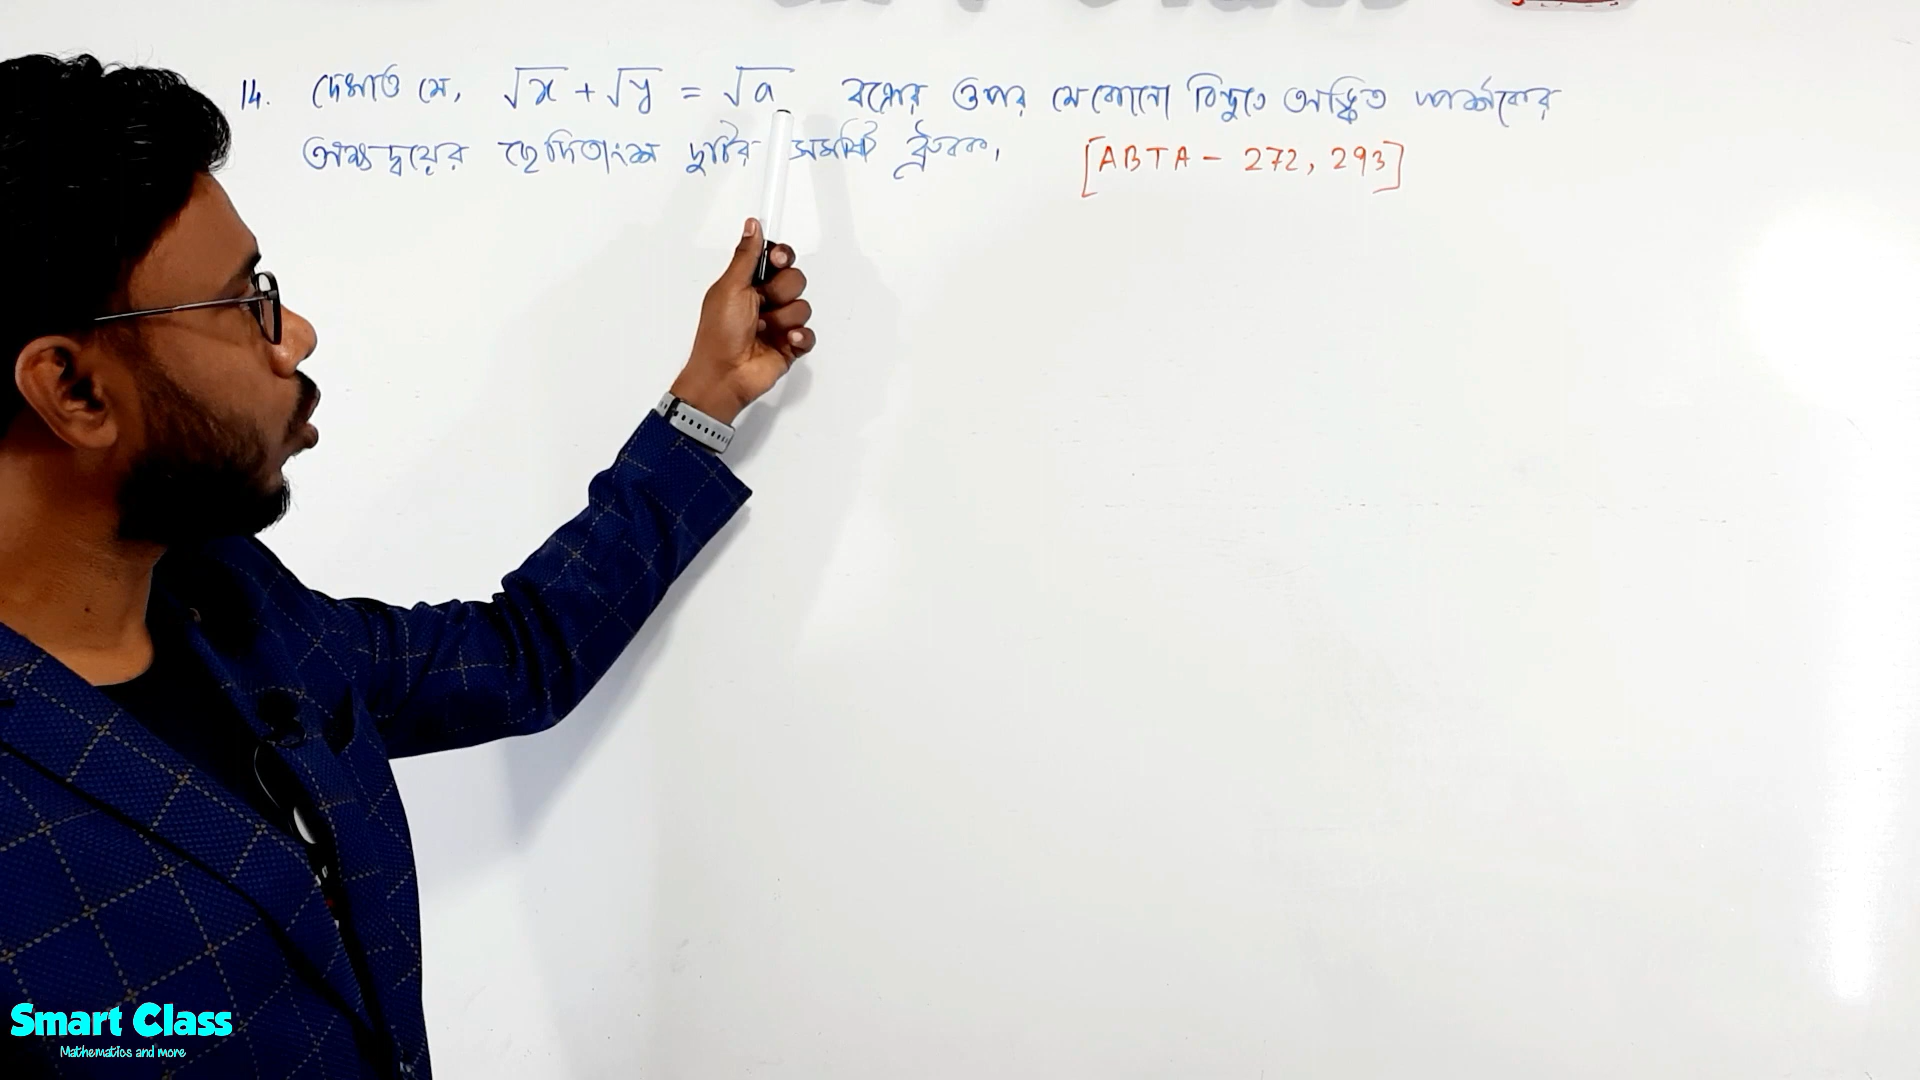 14. দেখাও যে, √x + √y = √a বক্রের ওপর যেকোনো বিন্দুতে অঙ্কিত স্পর্শকের
অক্ষদ্বয়ের ছেদিতাংশ দুটির সমষ্টি ধ্রুবক। [ABTA - 272, 293]
Smart Class
Mathematics and more